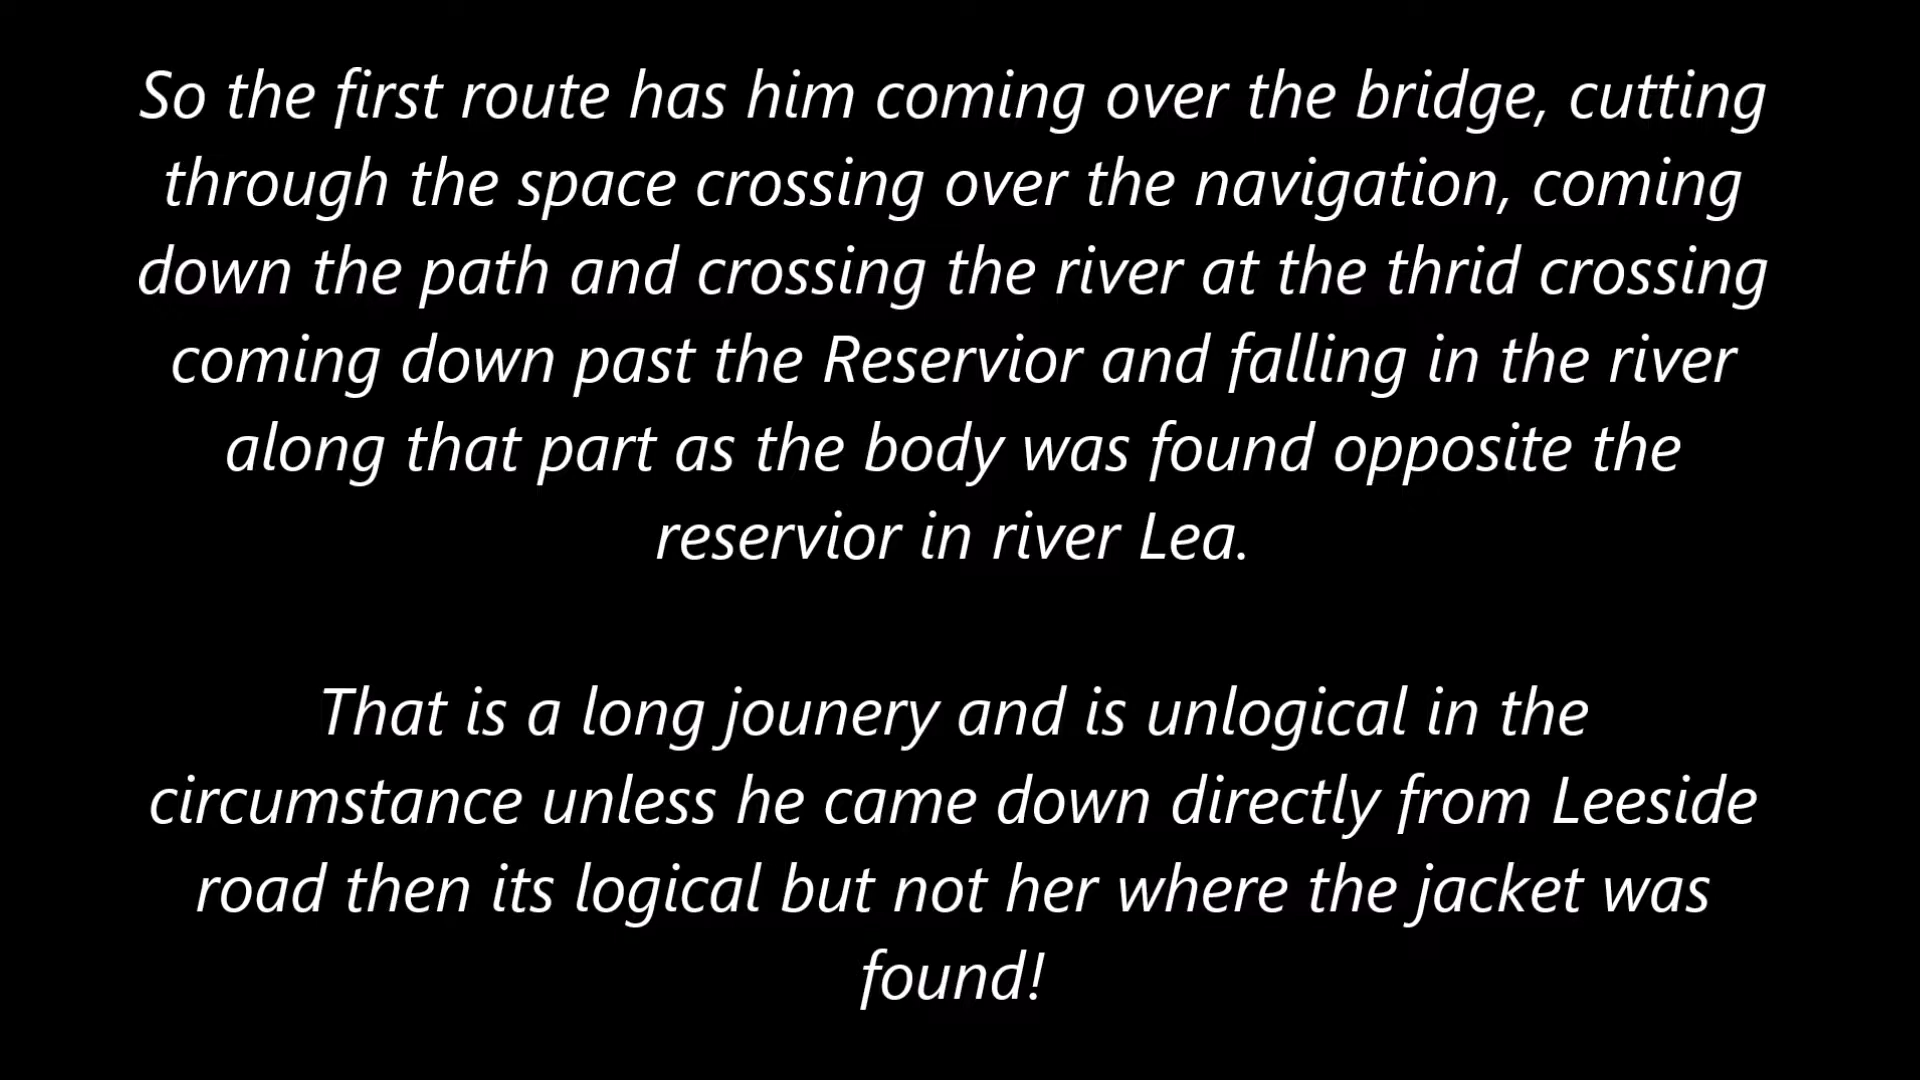 So the first route has him coming over the bridge, cutting
through the space crossing over the navigation, coming
down the path and crossing the river at the thrid crossing
coming down past the Reservior and falling in the river
along that part as the body was found opposite the
reservior in river Lea.
That is a long jounery and is unlogical in the
circumstance unless he came down directly from Leeside
road then its logical but not her where the jacket was
found!